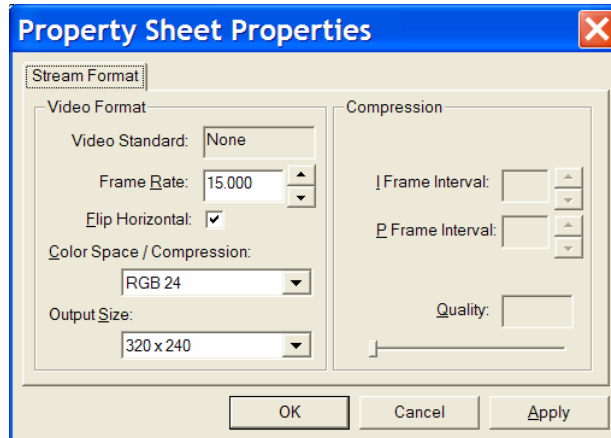 Property Sheet Properties
Stream Format
Video Format
Video Standard: None
Frame Rate: 15.000
Flip Horizontal:
Color Space / Compression:
RGB 24
Output Size:
320 x 240
Compression
I Frame Interval:
P Frame Interval:
Quality:
OK Cancel Apply